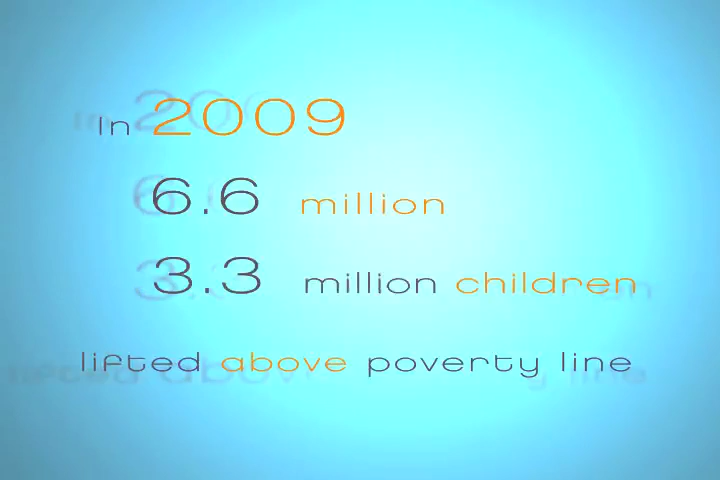 In 2009
6.6 million
3.3 million children
lifted above poverty line